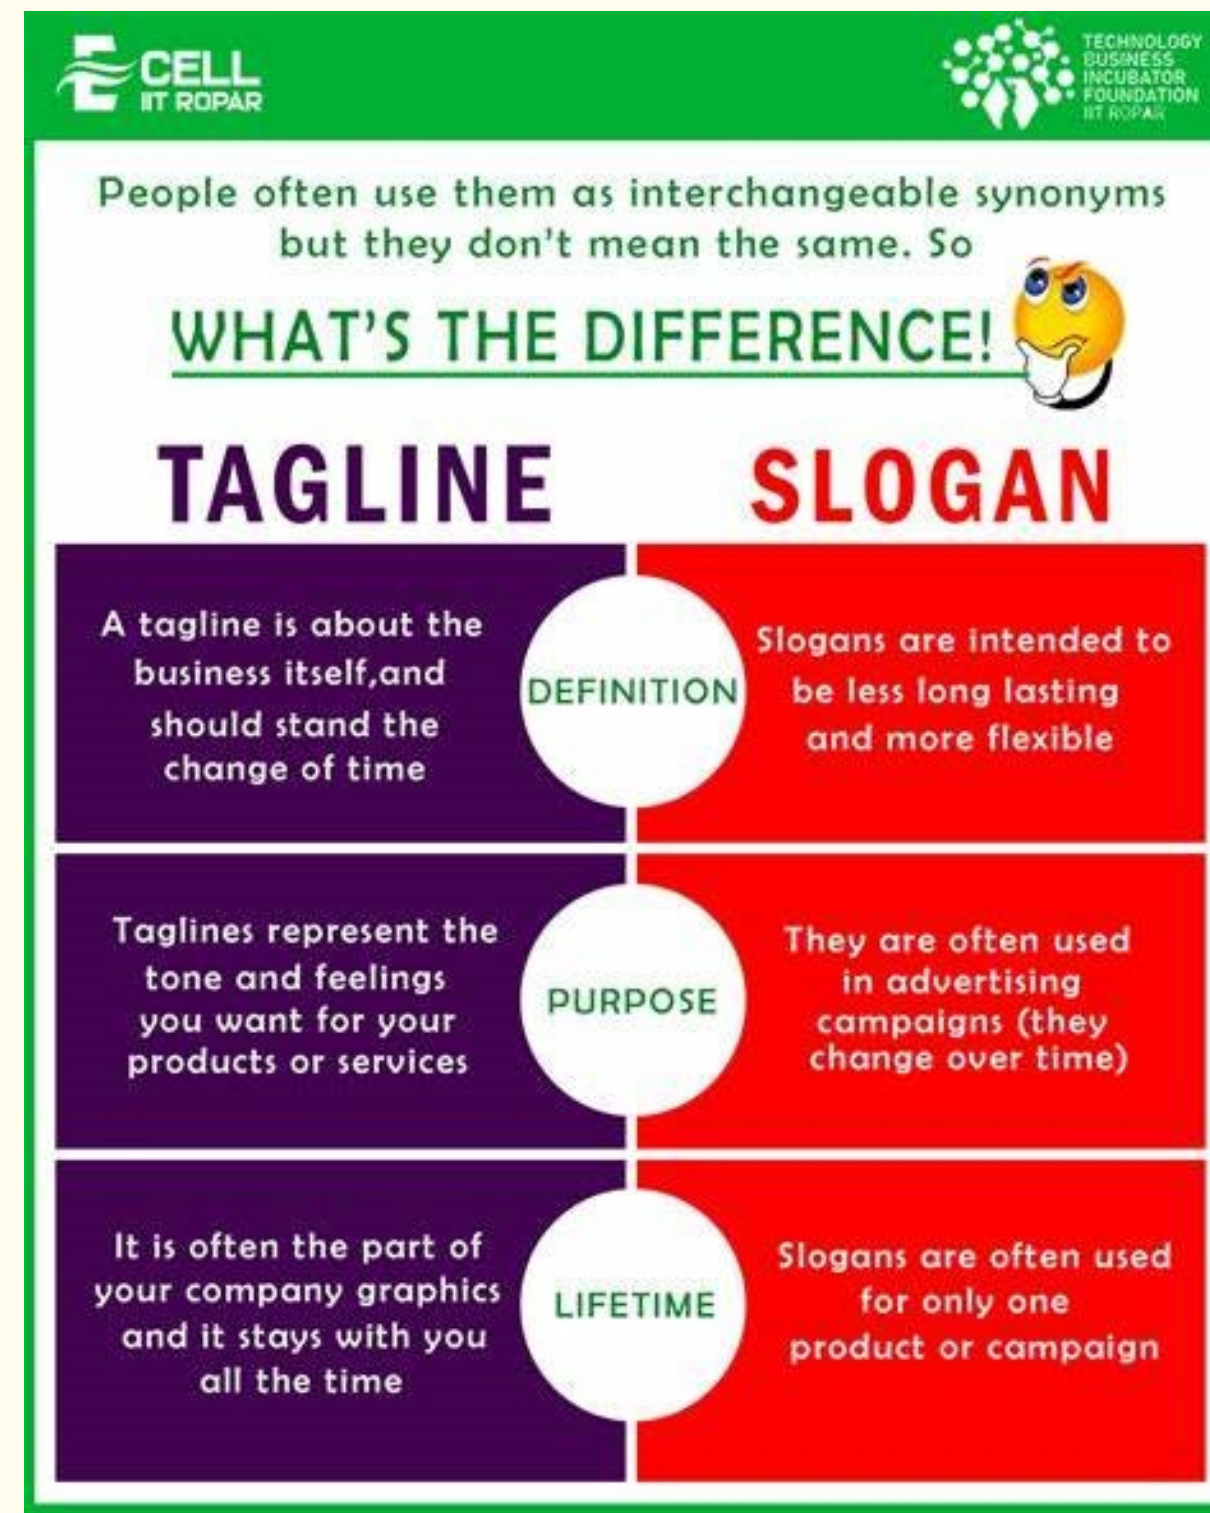 CELL
IIT ROPAR
TECHNOLOGY
BUSINESS
INCUBATOR
FOUNDATION
IIT ROPAR
People often use them as interchangeable synonyms
but they don't mean the same. So
WHAT'S THE DIFFERENCE!
TAGLINE
SLOGAN
A tagline is about the
business itself,and
should stand the
change of time
DEFINITION
Slogans are intended to
be less long lasting
and more flexible
Taglines represent the
tone and feelings
you want for your
products or services
PURPOSE
They are often used
in advertising
campaigns (they
change over time)
It is often the part of
your company graphics
and it stays with you
all the time
LIFETIME
Slogans are often used
for only one
product or campaign